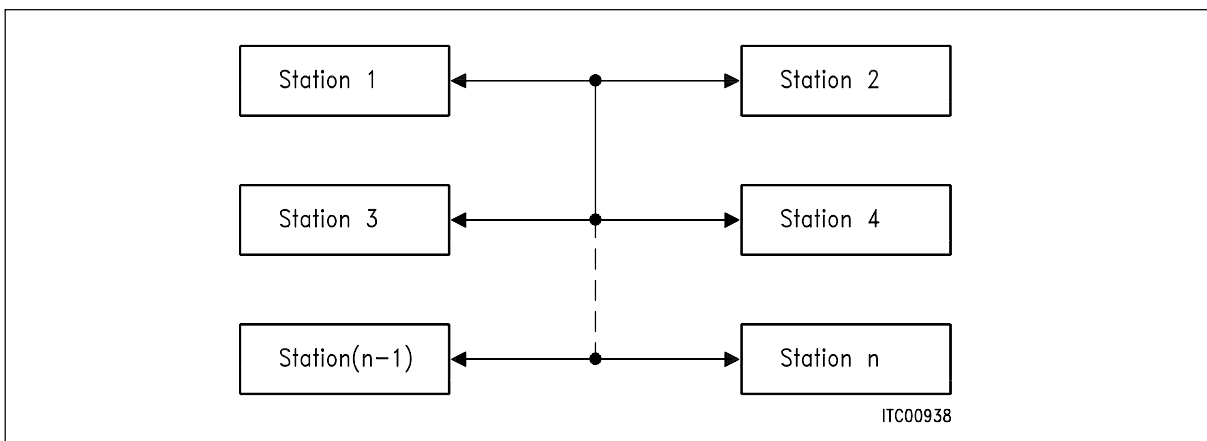 Station 1
Station 2
Station 3
Station 4
Station(n-1)
Station n
ITC00938